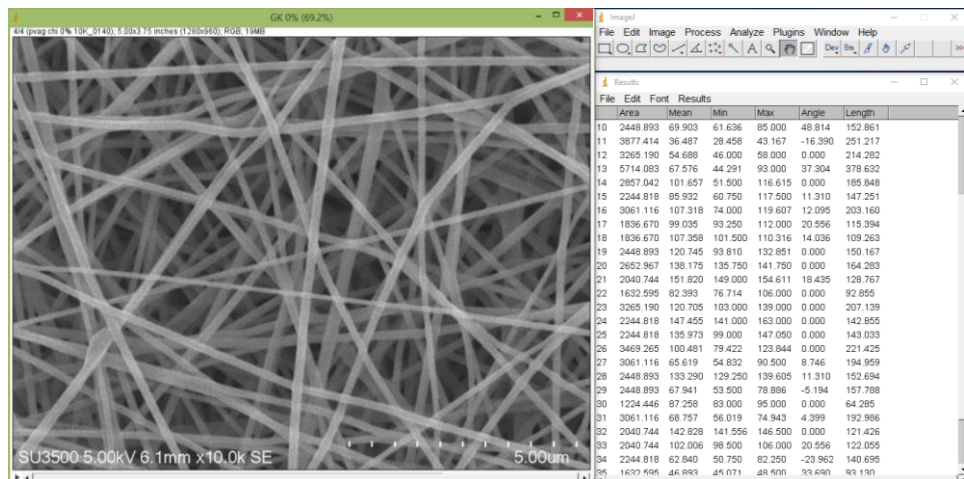 GK 0% (69.2%)
4/4 (pvag chi 0% 10K_0140); 5.00x3.75 inches (1280x960); RGB; 19MB
SU3500 5.00kV 6.1mm x10.0k SE
5.00um
ImageJ
File Edit Image Process Analyze Plugins Window Help
Dev Stk >>
Results
File Edit Font Results
Area Mean Min Max Angle Length
10 2448.893 69.903 61.636 85.000 48.814 152.861
11 3877.414 36.487 28.458 43.167 -16.390 251.217
12 3265.190 54.688 46.000 58.000 0.000 214.282
13 5714.083 67.576 44.291 93.000 37.304 378.632
14 2857.042 101.657 51.500 116.615 0.000 185.848
15 2244.818 85.932 60.750 117.500 11.310 147.251
16 3061.116 107.318 74.000 119.607 12.095 203.160
17 1836.670 99.035 93.250 112.000 20.556 115.394
18 1836.670 107.358 101.500 110.316 14.036 109.263
19 2448.893 120.745 93.810 132.851 0.000 150.167
20 2652.967 138.175 135.750 141.750 0.000 164.283
21 2040.744 151.820 149.000 154.611 18.435 128.767
22 1632.595 82.393 76.714 106.000 0.000 92.855
23 3265.190 120.705 103.000 139.000 0.000 207.139
24 2244.818 147.455 141.000 163.000 0.000 142.855
25 2244.818 135.973 99.000 147.050 0.000 143.033
26 3469.265 100.481 79.422 123.844 0.000 221.425
27 3061.116 65.619 54.832 90.500 8.746 194.959
28 2448.893 133.290 129.250 139.605 11.310 152.694
29 2448.893 67.941 53.500 78.886 -5.194 157.788
30 1224.446 87.258 83.000 95.000 0.000 64.285
31 3061.116 68.757 56.019 74.943 4.399 192.986
32 2040.744 142.828 141.556 146.500 0.000 121.426
33 2040.744 102.006 98.500 106.000 20.556 122.055
34 2244.818 62.840 50.750 82.250 -23.962 140.695
35 1632.595 46.893 45.071 48.500 33.690 93.130